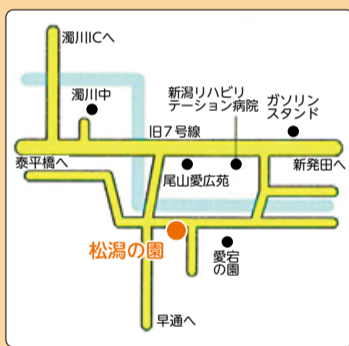 濁川ICへ
濁川中
新潟リハビリ
テーション病院
ガソリン
スタンド
旧7号線
泰平橋へ
新発田へ
尾山愛広苑
松潟の園
愛宕
の園
早通へ